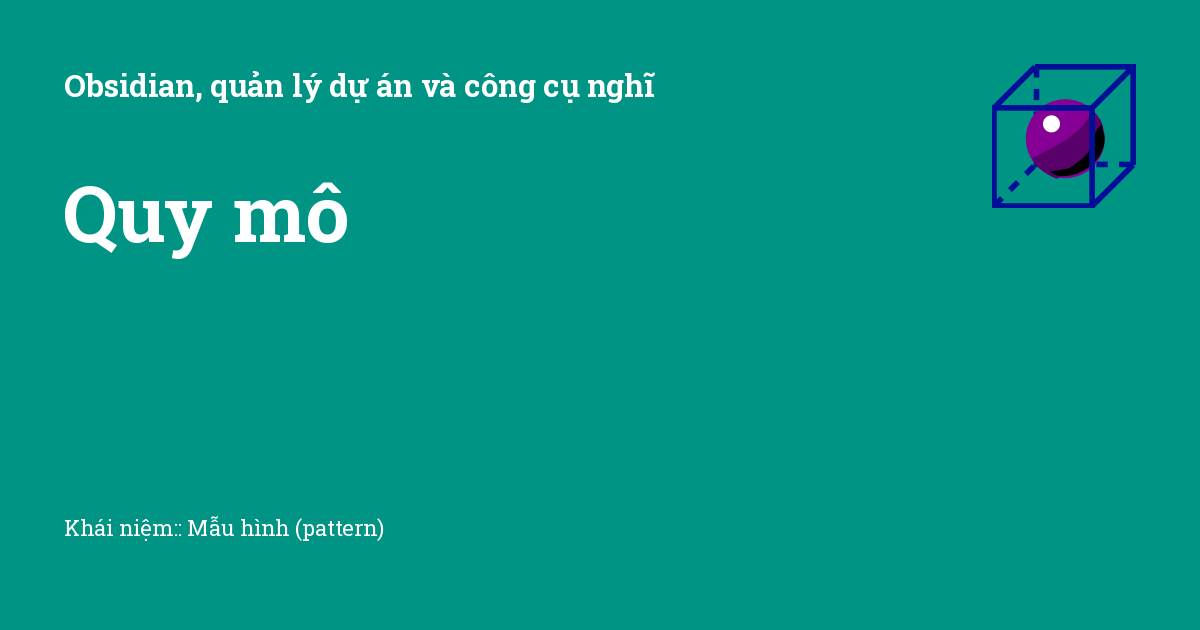 Obsidian, quản lý dự án và công cụ nghĩ
Quy mô
Khái niệm:: Mẫu hình (pattern)